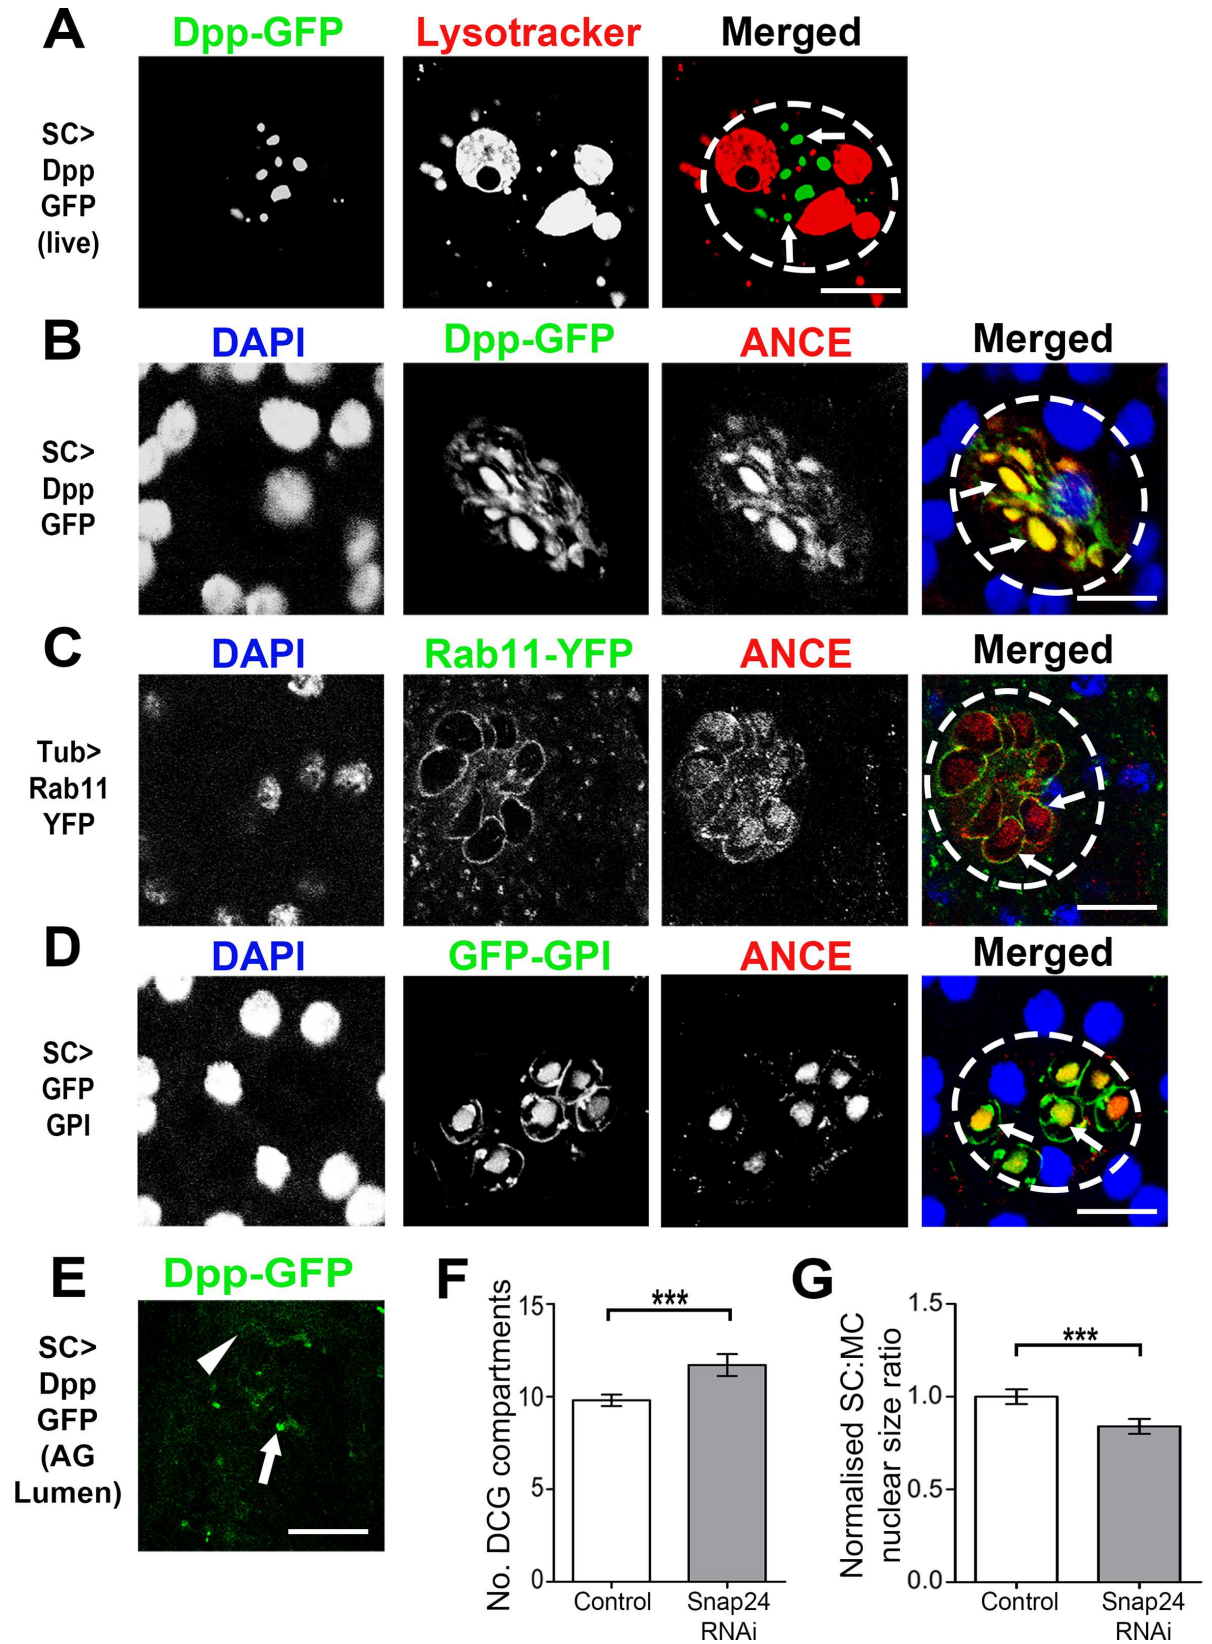 A
Dpp-GFP
Lysotracker
Merged
SC>
Dpp
GFP
(live)
B
DAPI
Dpp-GFP
ANCE
Merged
SC>
Dpp
GFP
C
DAPI
Rab11-YFP
ANCE
Merged
Tub>
Rab11
YFP
D
DAPI
GFP-GPI
ANCE
Merged
SC>
GFP
GPI
E
Dpp-GFP
SC>
Dpp
GFP
(AG
Lumen)
F
No. DCG compartments
15
10
5
0
***
Control
Snap24
RNAi
G
Normalised SC:MC
nuclear size ratio
1.5
1.0
0.5
0.0
***
Control
Snap24
RNAi